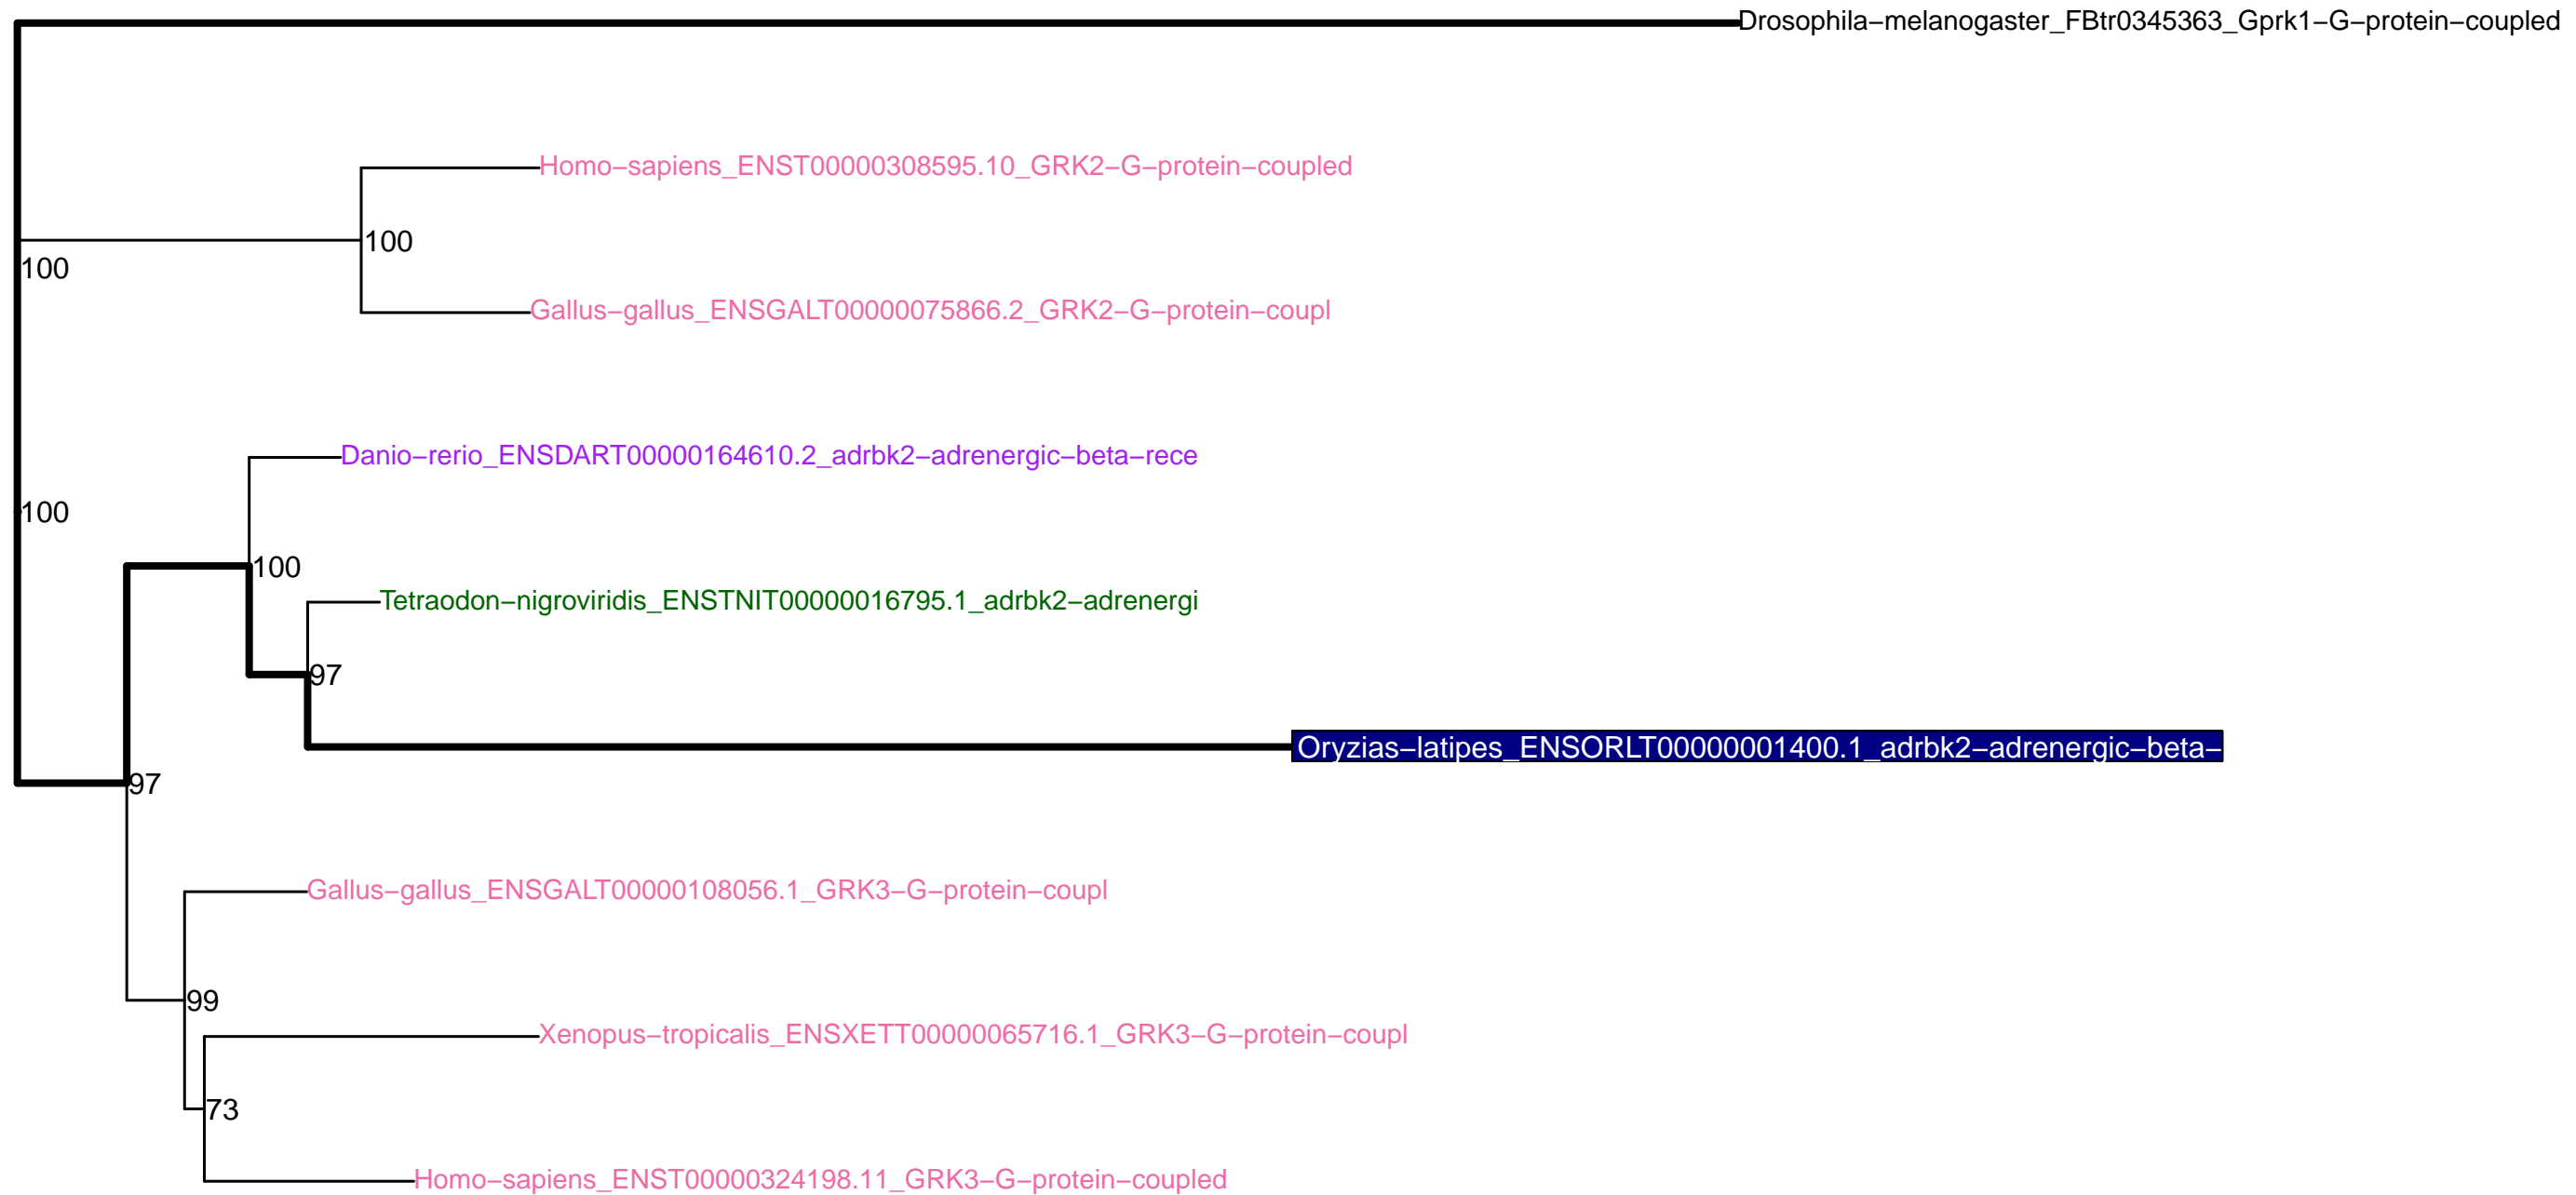 Drosophila−melanogaster_FBtr0345363_Gprk1−G−protein−coupled
Homo−sapiens_ENST00000308595.10_GRK2−G−protein−coupled
100
100
Gallus−gallus_ENSGALT00000075866.2_GRK2−G−protein−coupl
Danio−rerio_ENSDART00000164610.2_adrbk2−adrenergic−beta−rece
100
100
Tetraodon−nigroviridis_ENSTNIT00000016795.1_adrbk2−adrenergi
97
Oryzias−latipes_ENSORLT00000001400.1_adrbk2−adrenergic−beta−
97
Gallus−gallus_ENSGALT00000108056.1_GRK3−G−protein−coupl
99
Xenopus−tropicalis_ENSXETT00000065716.1_GRK3−G−protein−coupl
73
Homo−sapiens_ENST00000324198.11_GRK3−G−protein−coupled